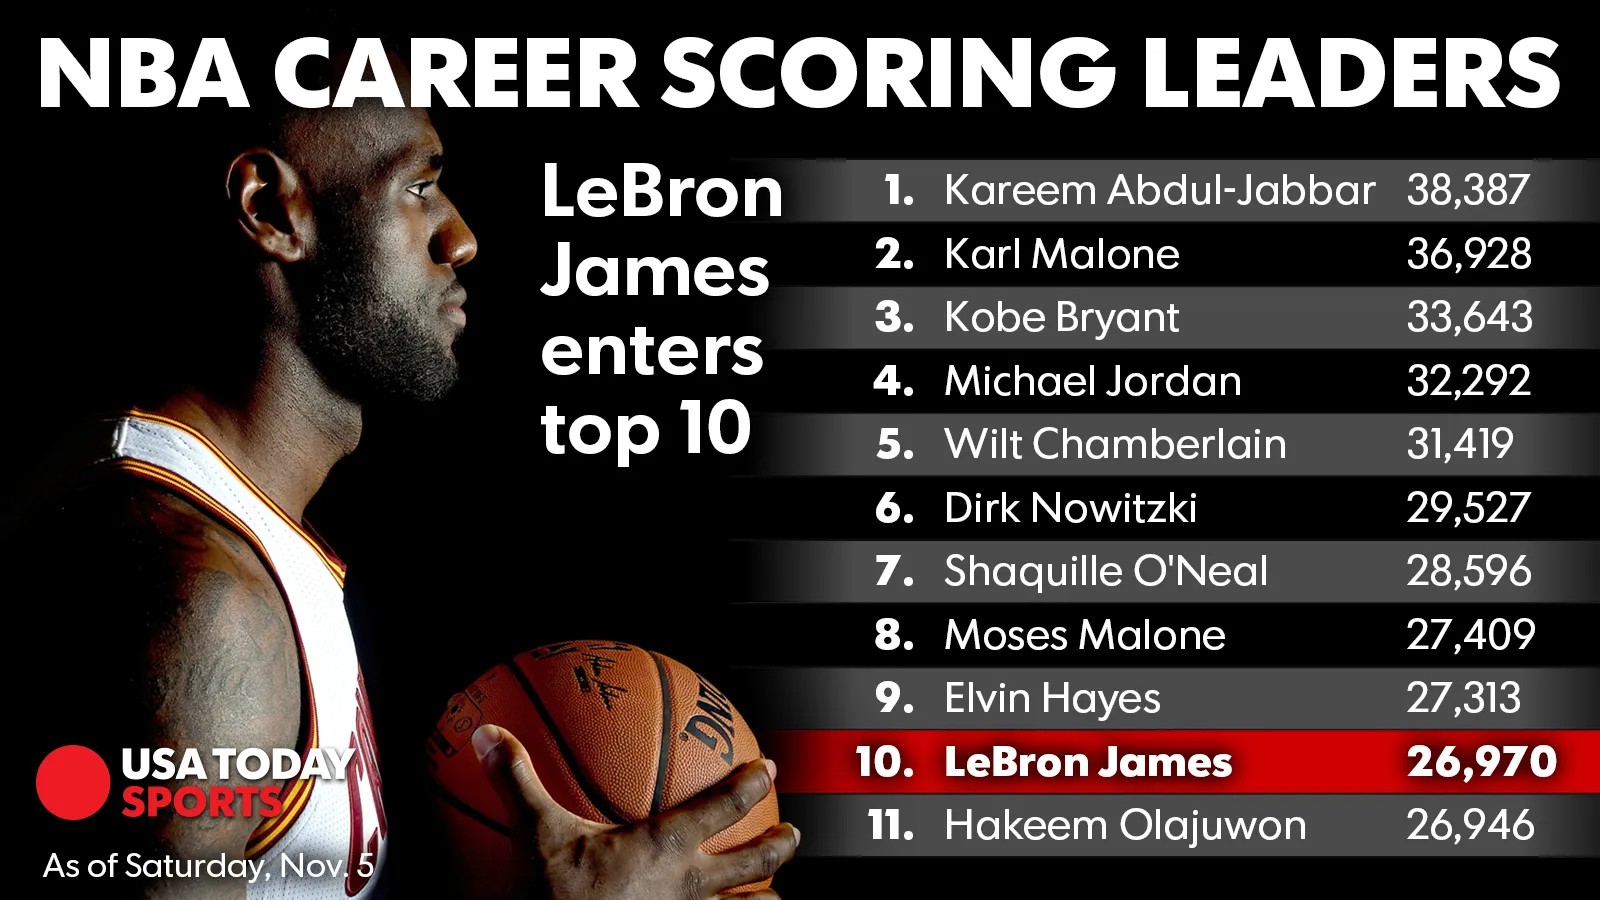 NBA CAREER SCORING LEADERS
LeBron
James
enters
top 10
1. Kareem Abdul-Jabbar 38,387
2. Karl Malone 36,928
3. Kobe Bryant 33,643
4. Michael Jordan 32,292
5. Wilt Chamberlain 31,419
6. Dirk Nowitzki 29,527
7. Shaquille O'Neal 28,596
8. Moses Malone 27,409
9. Elvin Hayes 27,313
10. LeBron James 26,970
11. Hakeem Olajuwon 26,946
SPALDING
USA TODAY
SPORTS
As of Saturday, Nov. 5